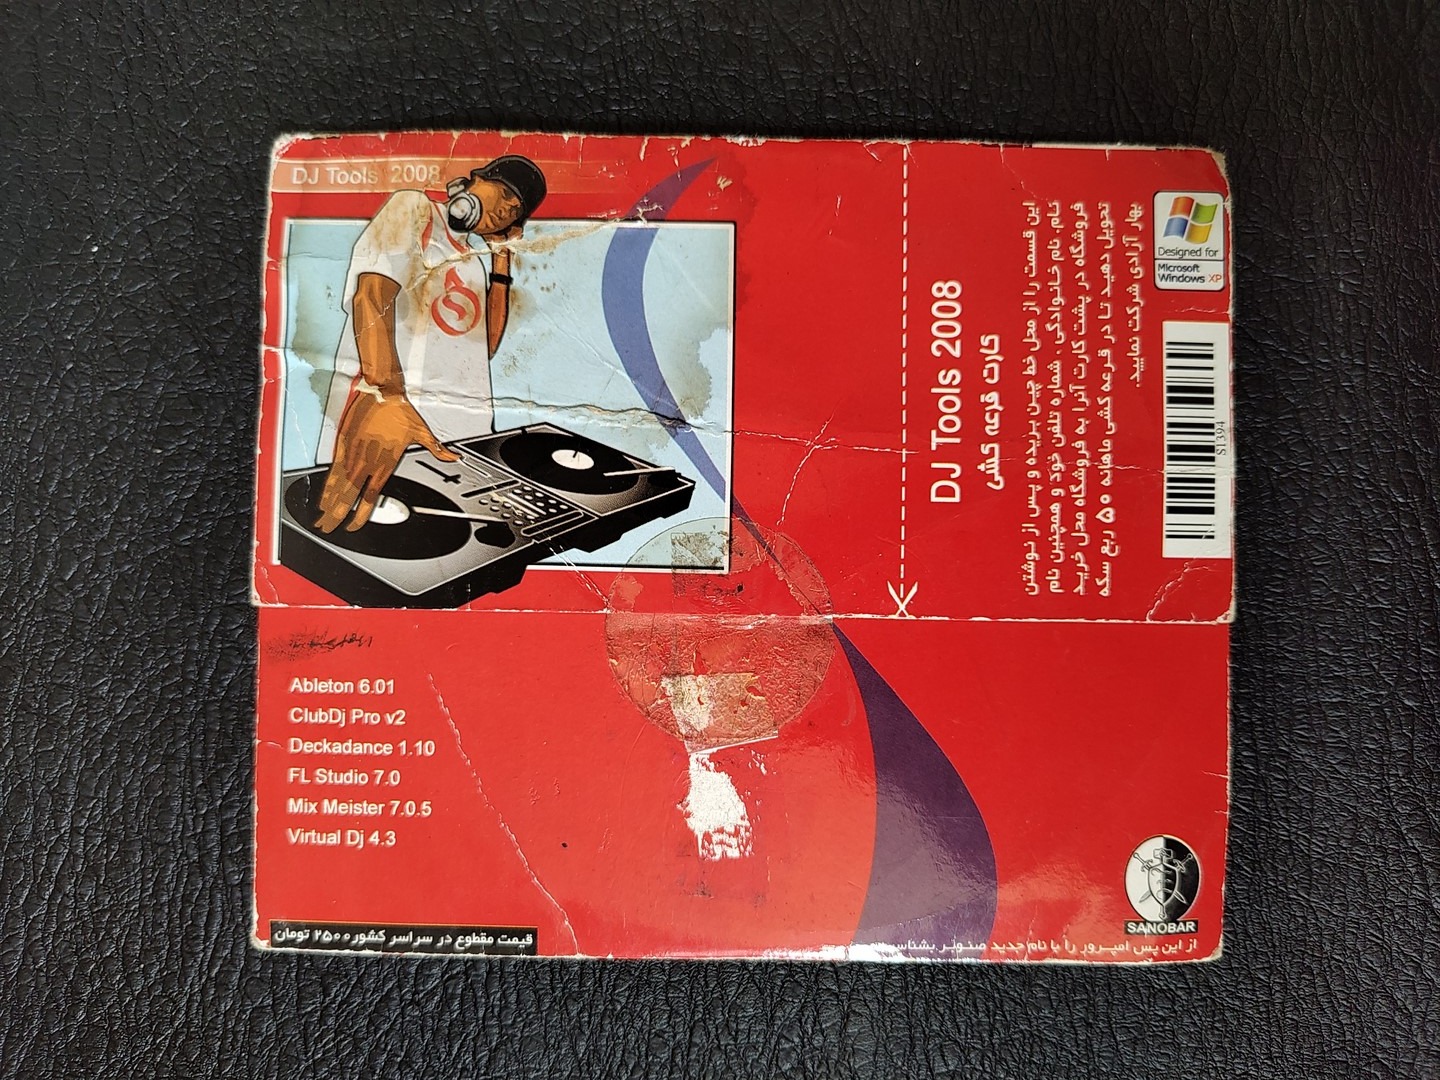 DJ Tools 2008
Ableton 6.01
ClubDj Pro v2
Deckadance 1.10
FL Studio 7.0
Mix Meister 7.0.5
Virtual Dj 4.3
قیمت مقطوع در سراسر کشور ۲۵۰۰ تومان
DJ Tools 2008
کارت قرعه کشی
این قسمت را از محل خط چین بریده و پس از نوشتن
نام، نام خانوادگی، شماره تلفن خود و همچنین نام
فروشگاه در پشت کارت آنرا به فروشگاه محل خرید
تحویل دهید تا در قرعه کشی ماهانه ۵۰ ربع سکه
بهار آزادی شرکت نمایید.
Designed for
Microsoft
Windows XP
S1394
SANOBAR
از این پس امپرور را با نام جدید صنوبر